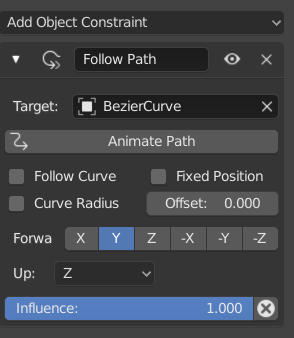 Add Object Constraint
Follow Path
Target: BezierCurve
Animate Path
Follow Curve Fixed Position
Curve Radius Offset: 0.000
Forwa X Y Z -X -Y -Z
Up: Z
Influence: 1.000